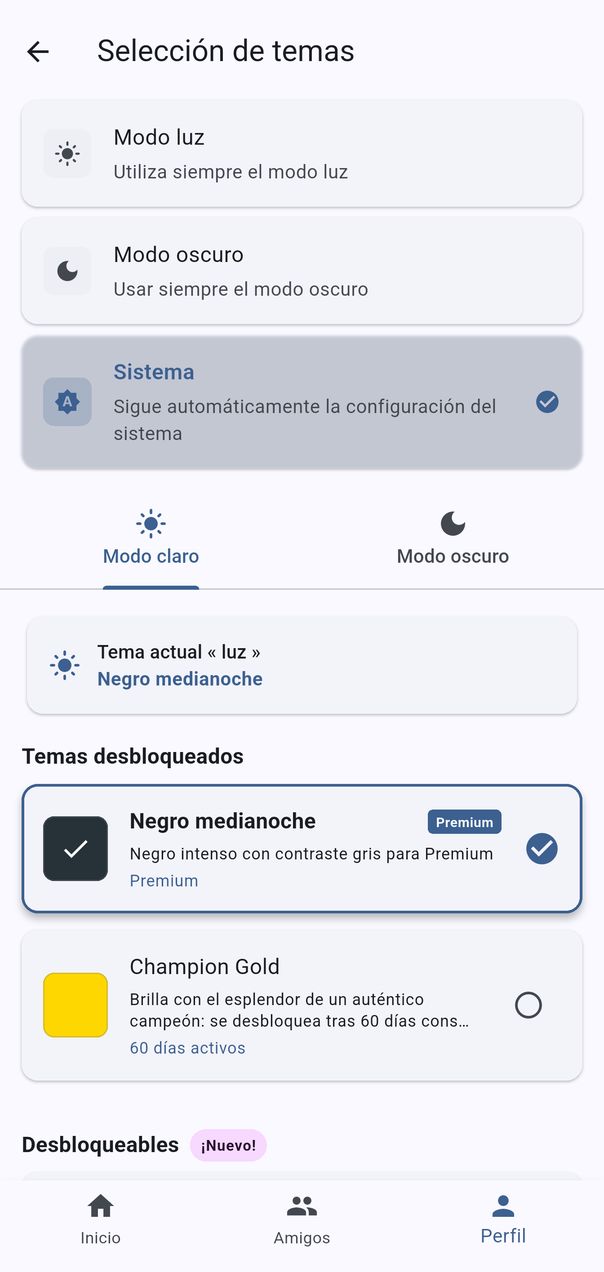 Selección de temas
Modo luz
Utiliza siempre el modo luz
Modo oscuro
Usar siempre el modo oscuro
Sistema
Sigue automáticamente la configuración del
sistema
Modo claro
Modo oscuro
Tema actual « luz »
Negro medianoche
Temas desbloqueados
Negro medianoche
Premium
Negro intenso con contraste gris para Premium
Premium
Champion Gold
Brilla con el esplendor de un auténtico
campeón: se desbloquea tras 60 días cons…
60 días activos
Desbloqueables
¡Nuevo!
Inicio
Amigos
Perfil